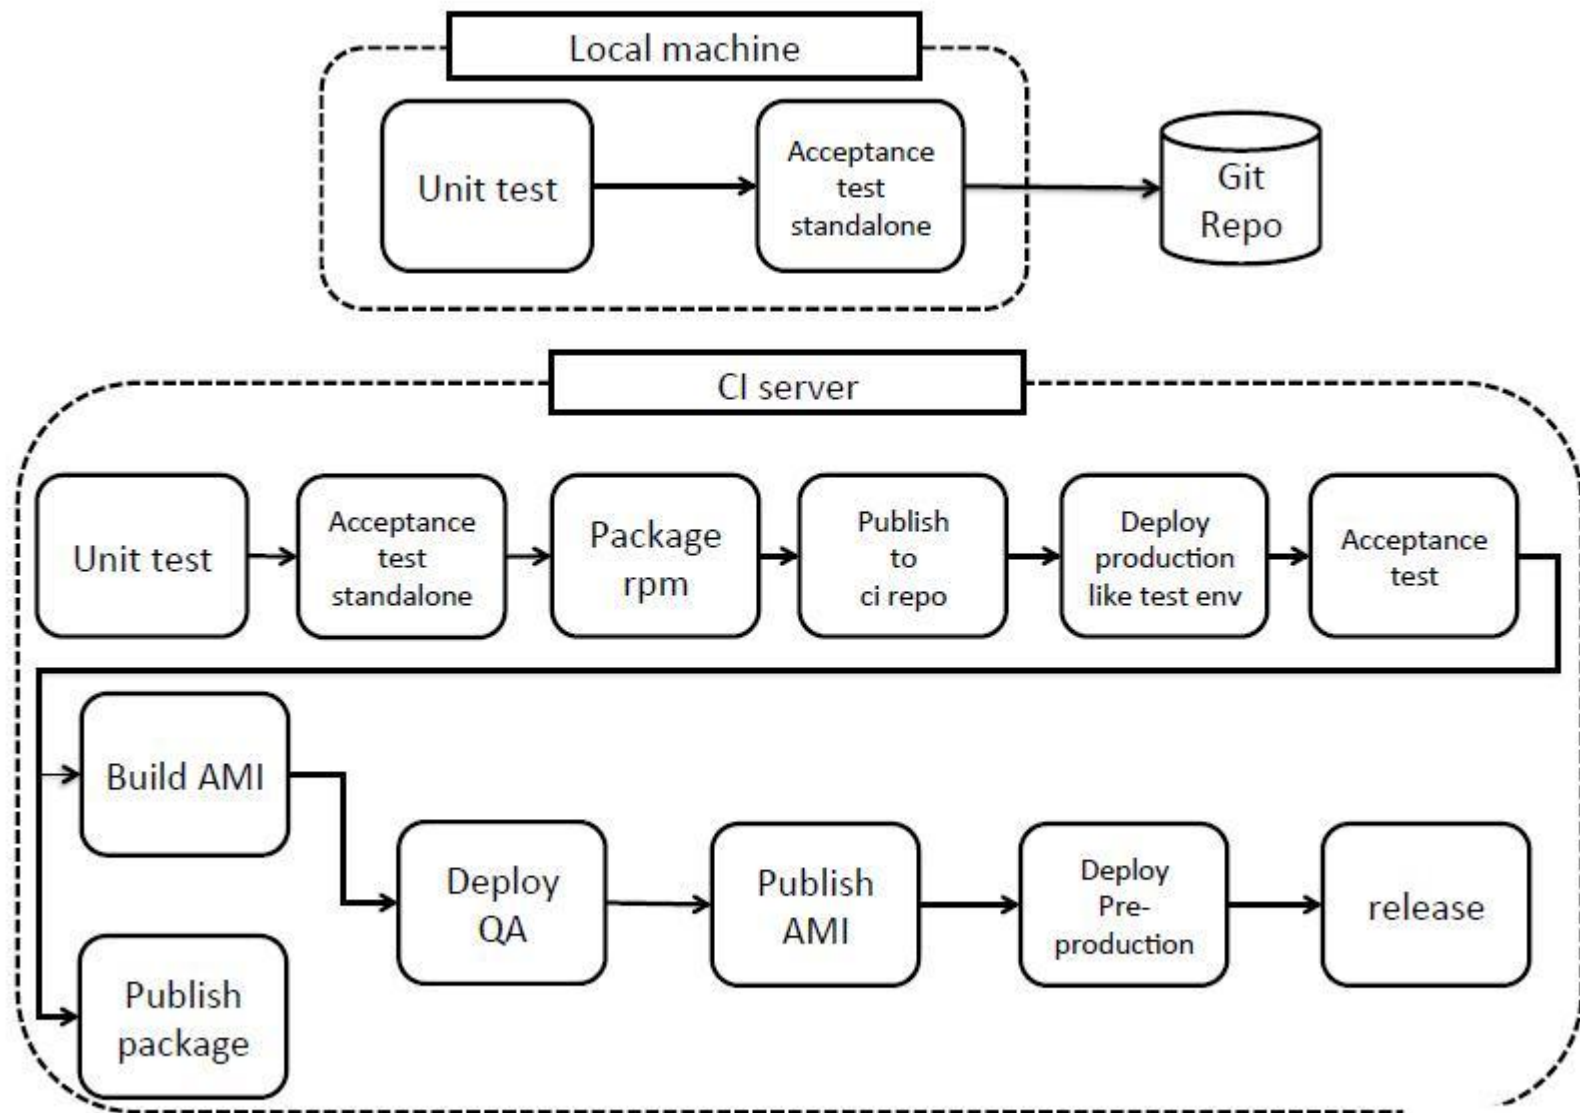 Local machine
Unit test
Acceptance
test
standalone
Git
Repo
CI server
Unit test
Acceptance
test
standalone
Package
rpm
Publish
to
ci repo
Deploy
production
like test env
Acceptance
test
Build AMI
Deploy
QA
Publish
AMI
Deploy
Pre-
production
release
Publish
package